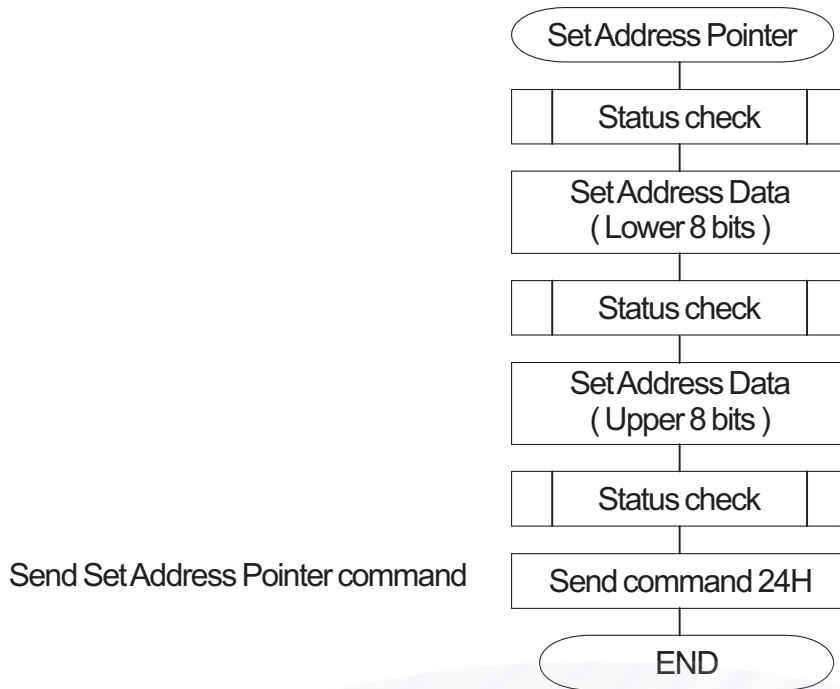 Set Address Pointer
Status check
Set Address Data
( Lower 8 bits )
Status check
Set Address Data
( Upper 8 bits )
Status check
Send Set Address Pointer command
Send command 24H
END